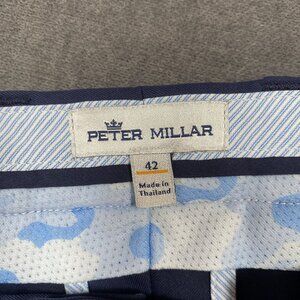 PETER MILLAR
42
Made in
Thailand